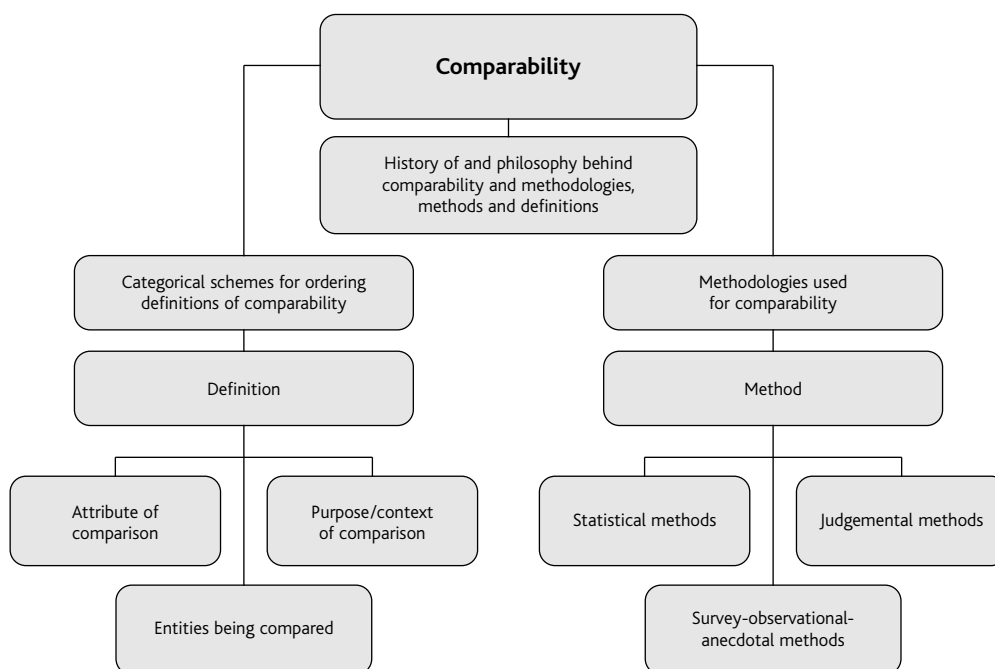 Comparability
History of and philosophy behind
comparability and methodologies,
methods and definitions
Categorical schemes for ordering
definitions of comparability
Methodologies used
for comparability
Definition
Method
Attribute of
comparison
Purpose/context
of comparison
Statistical methods
Judgemental methods
Entities being compared
Survey-observational-
anecdotal methods